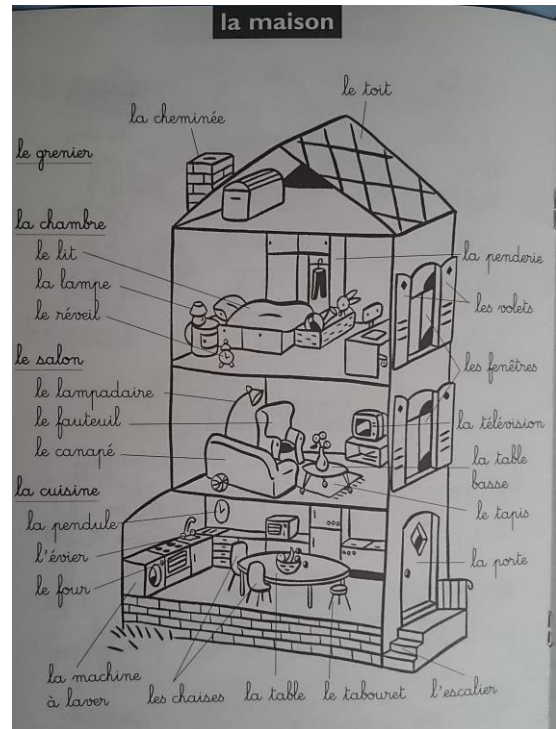 la maison
le toit
la cheminée
le grenier
la chambre
le lit
la lampe
le réveil
la penderie
les volets
le salon
les fenêtres
le lampadaire
le fauteuil
le canapé
la télévision
la table
basse
la cuisine
le tapis
la pendule
l'évier
le four
la porte
la machine
à laver
les chaises
la table
le tabouret
l'escalier